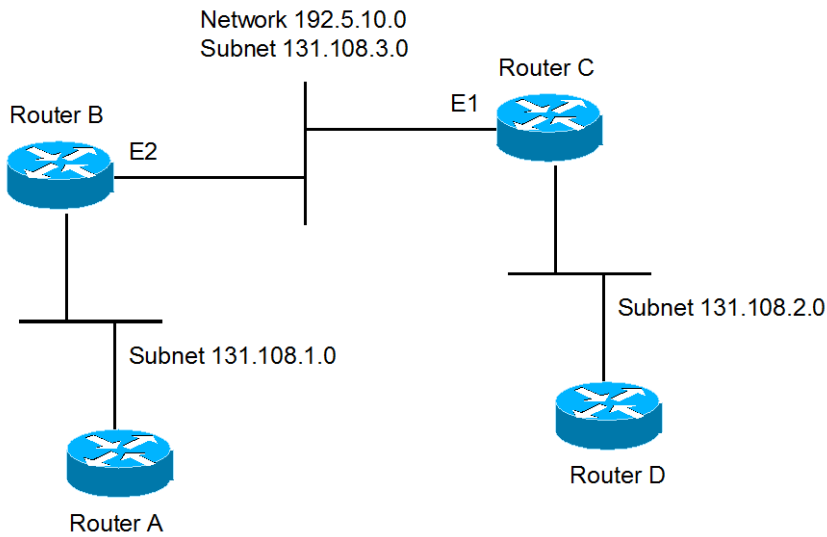 Network 192.5.10.0
Subnet 131.108.3.0
Router C
E1
Router B
E2
Subnet 131.108.2.0
Subnet 131.108.1.0
Router D
Router A